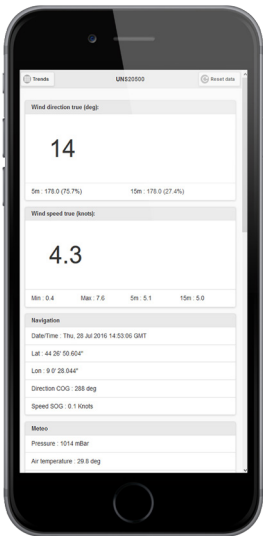 Trends
UNS20800
Reset data
Wind direction true (deg):
14
5m : 178.0 (75.7%) 15m : 178.0 (27.4%)
Wind speed true (knots):
4.3
Min : 0.4 Max : 7.6 5m : 5.1 15m : 5.0
Navigation
Date/Time : Thu, 28 Jul 2016 14:53:06 GMT
Lat : 44 26' 50.604"
Lon : 9 0' 28.044"
Direction COG : 288 deg
Speed SOG : 0.1 Knots
Meteo
Pressure : 1014 mBar
Air temperature : 29.8 deg